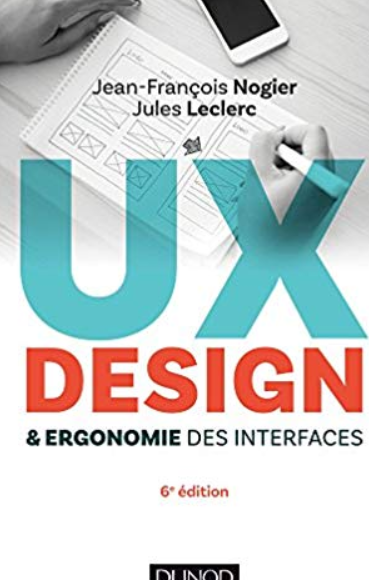 Jean-François Nogier
Jules Leclerc
UX
DESIGN
& ERGONOMIE DES INTERFACES
6e édition
DUNOD